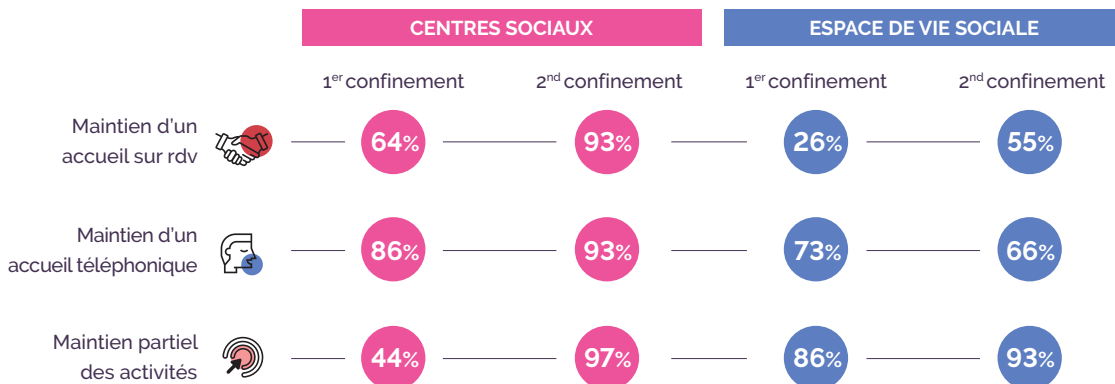 CENTRES SOCIAUX ESPACE DE VIE SOCIALE
1er confinement 2nd confinement 1er confinement 2nd confinement
Maintien d'un
accueil sur rdv
64% 93% 26% 55%
Maintien d'un
accueil téléphonique
86% 93% 73% 66%
Maintien partiel
des activités
44% 97% 86% 93%